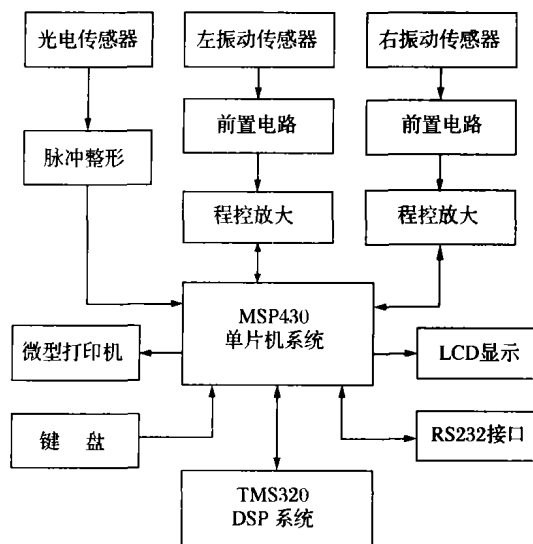 光电传感器
左振动传感器
右振动传感器
前置电路
前置电路
脉冲整形
程控放大
程控放大
MSP430
单片机系统
微型打印机
LCD显示
键 盘
RS232接口
TMS320
DSP 系统